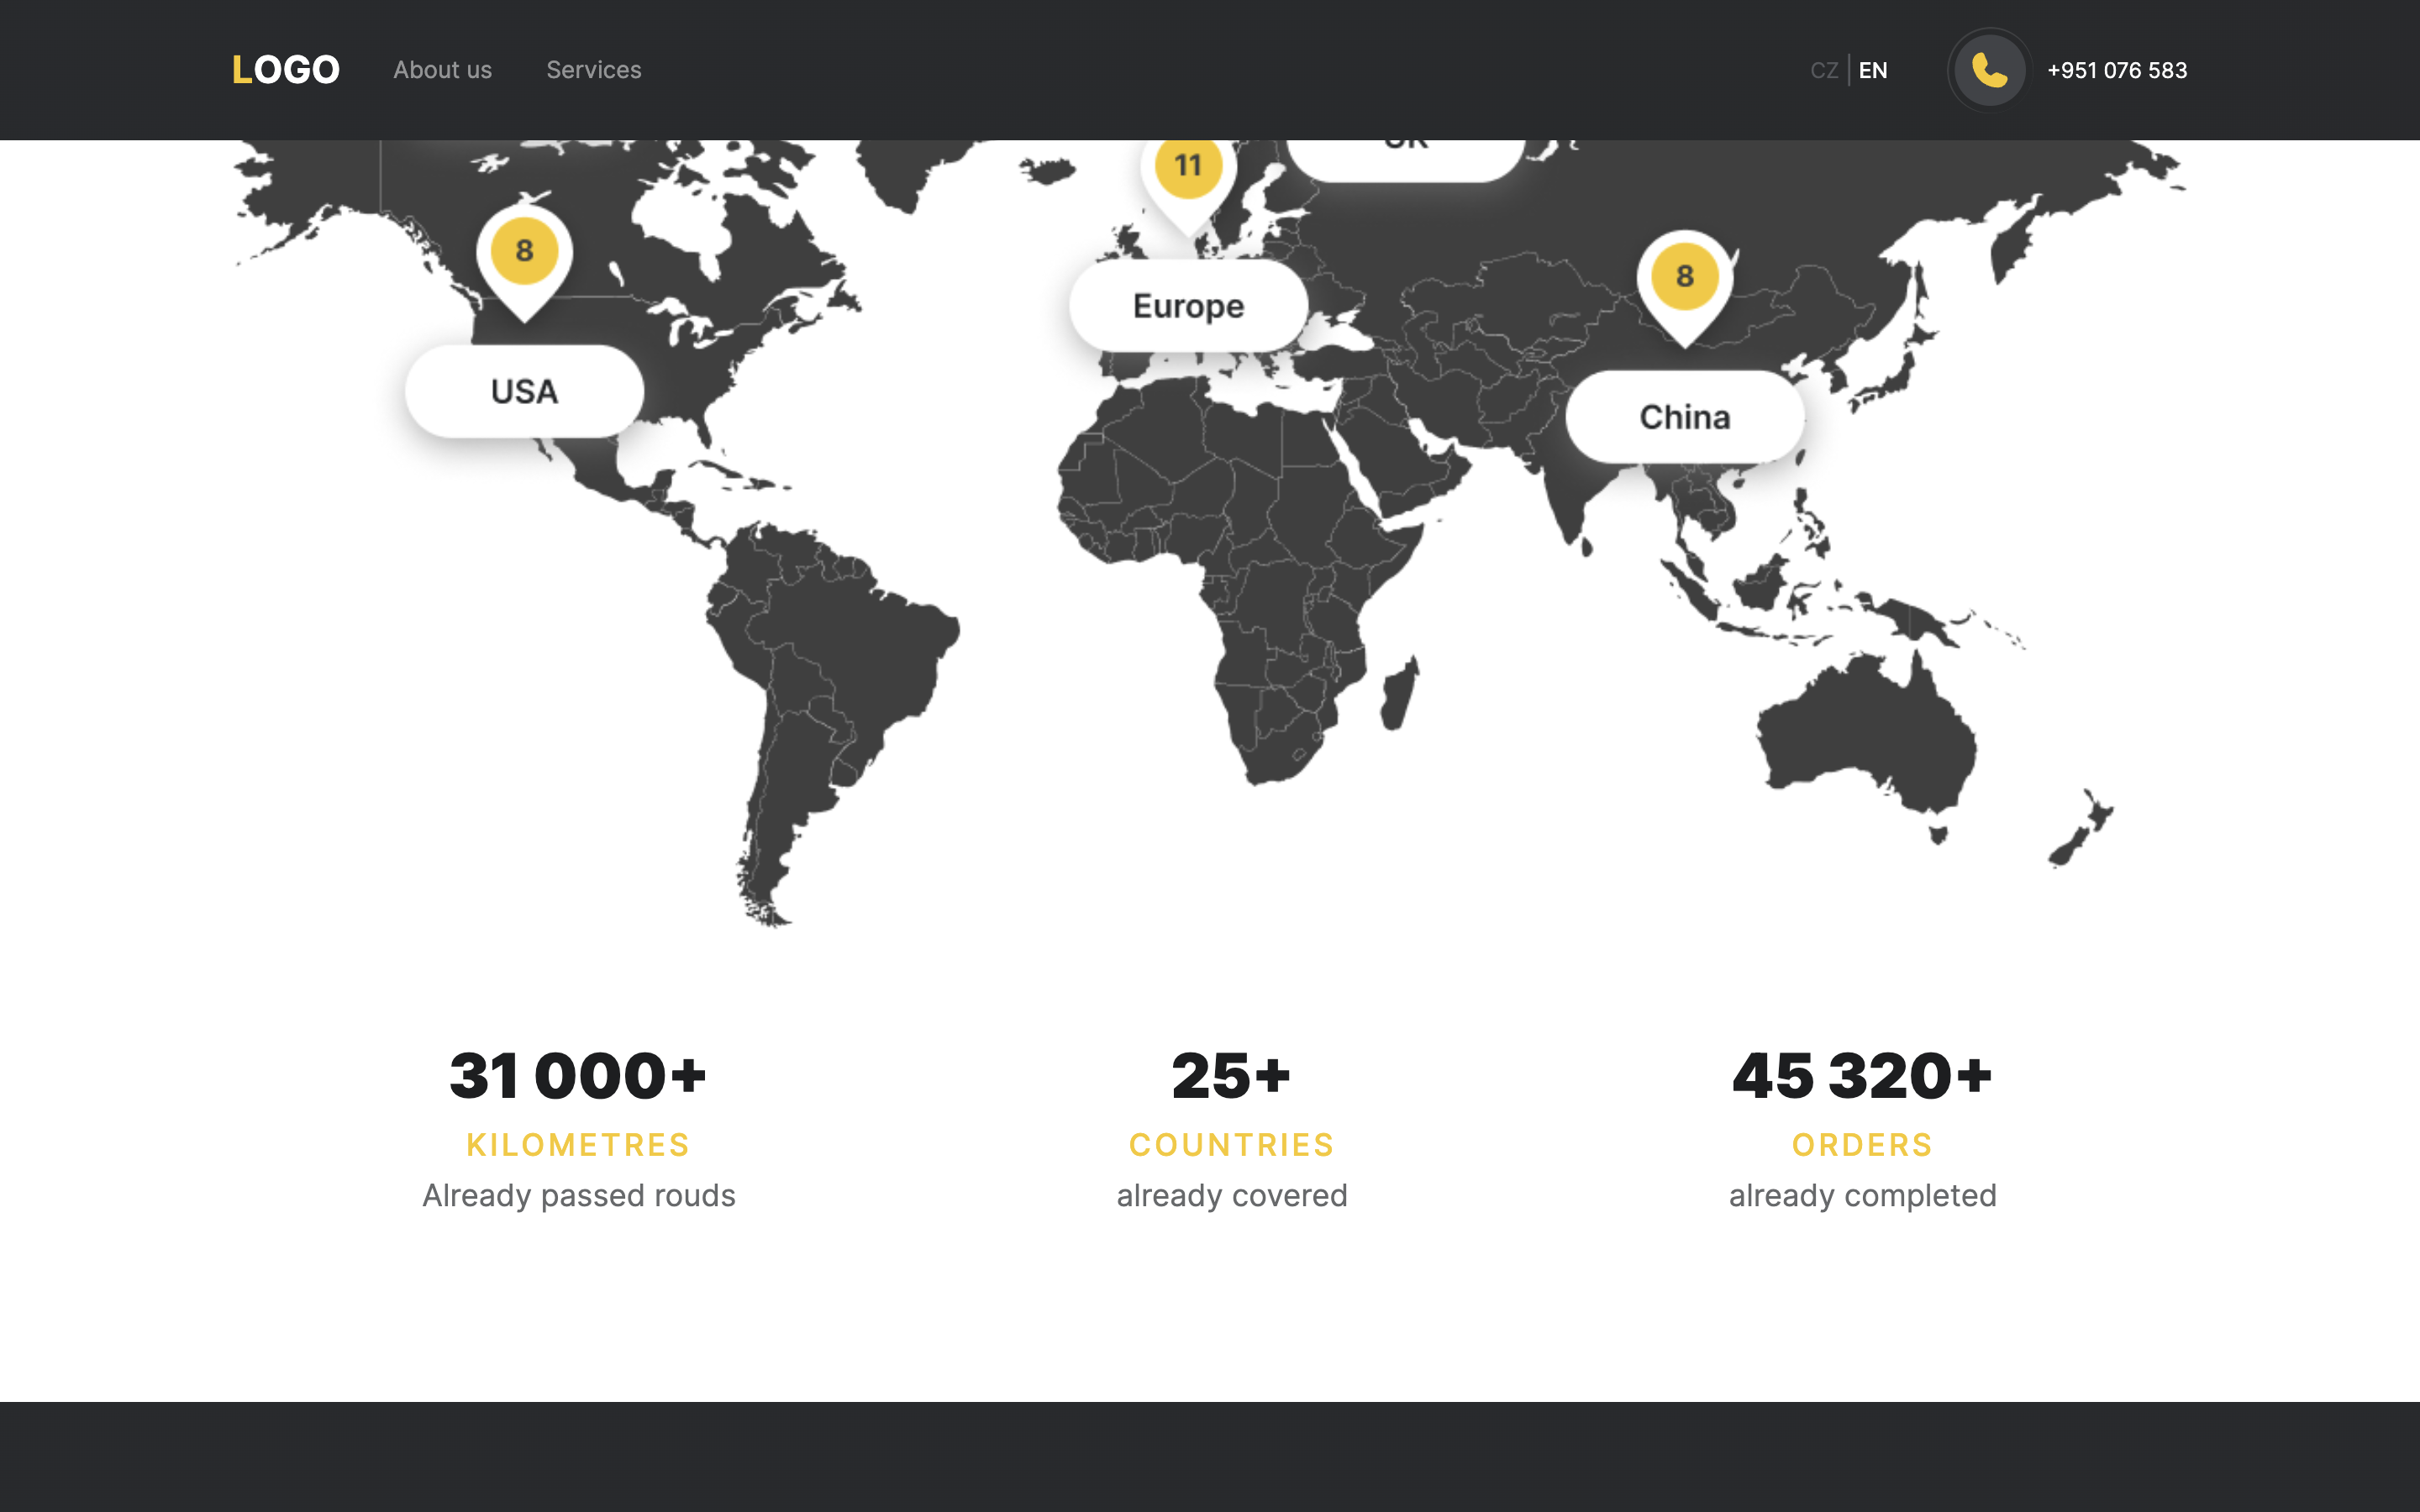 LOGO
About us
Services
CZ | EN
+951 076 583
11
8
8
Europe
USA
China
31 000+
KILOMETRES
Already passed rouds
25+
COUNTRIES
already covered
45 320+
ORDERS
already completed